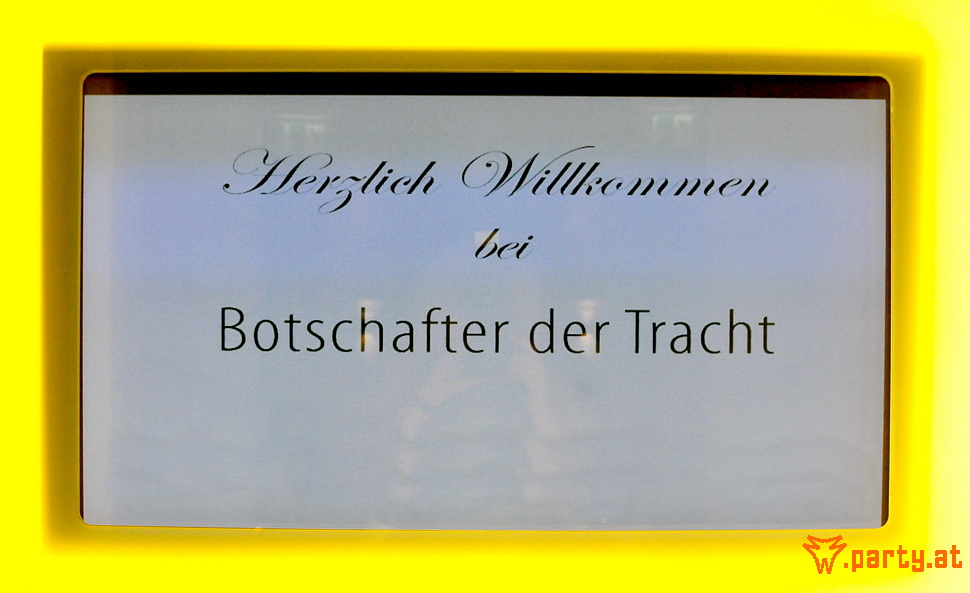 Herzlich Willkommen
bei
Botschafter der Tracht
.party.at